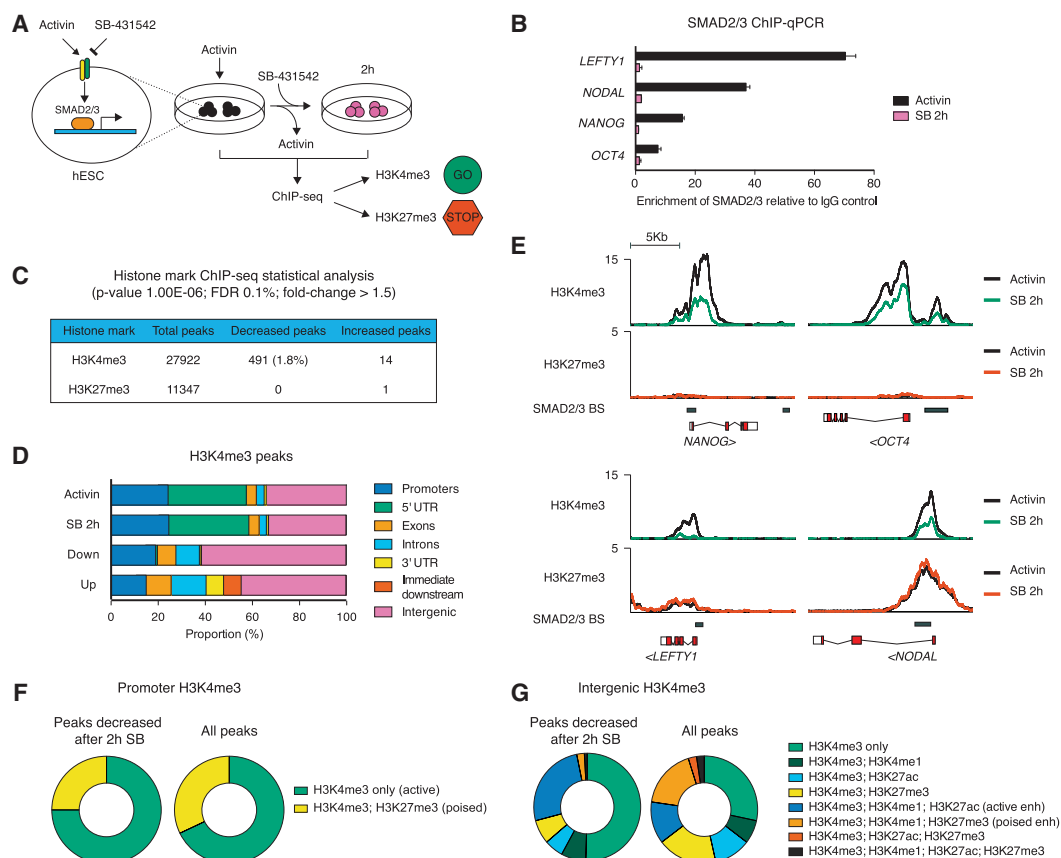 A
Activin
SB-431542
SMAD2/3
hESC
Activin
SB-431542
2h
Activin
ChIP-seq
H3K4me3
GO
H3K27me3
STOP
B
SMAD2/3 ChIP-qPCR
LEFTY1
NODAL
NANOG
OCT4
0 20 40 60 80
Enrichment of SMAD2/3 relative to IgG control
Activin
SB 2h
C
Histone mark ChIP-seq statistical analysis
(p-value 1.00E-06; FDR 0.1%; fold-change > 1.5)
Histone mark Total peaks Decreased peaks Increased peaks
H3K4me3 27922 491 (1.8%) 14
H3K27me3 11347 0 1
D
H3K4me3 peaks
Activin
SB 2h
Down
Up
0 20 40 60 80 100
Proportion (%)
Promoters
5' UTR
Exons
Introns
3' UTR
Immediate
downstream
Intergenic
E
5Kb
15
H3K4me3
5
H3K27me3
SMAD2/3 BS
NANOG>
<OCT4
Activin
SB 2h
Activin
SB 2h
15
H3K4me3
5
H3K27me3
SMAD2/3 BS
<LEFTY1
<NODAL
Activin
SB 2h
Activin
SB 2h
F
Promoter H3K4me3
Peaks decreased
after 2h SB
All peaks
H3K4me3 only (active)
H3K4me3; H3K27me3 (poised)
G
Intergenic H3K4me3
Peaks decreased
after 2h SB
All peaks
H3K4me3 only
H3K4me3; H3K4me1
H3K4me3; H3K27ac
H3K4me3; H3K27me3
H3K4me3; H3K4me1; H3K27ac (active enh)
H3K4me3; H3K4me1; H3K27me3 (poised enh)
H3K4me3; H3K27ac; H3K27me3
H3K4me3; H3K4me1; H3K27ac; H3K27me3